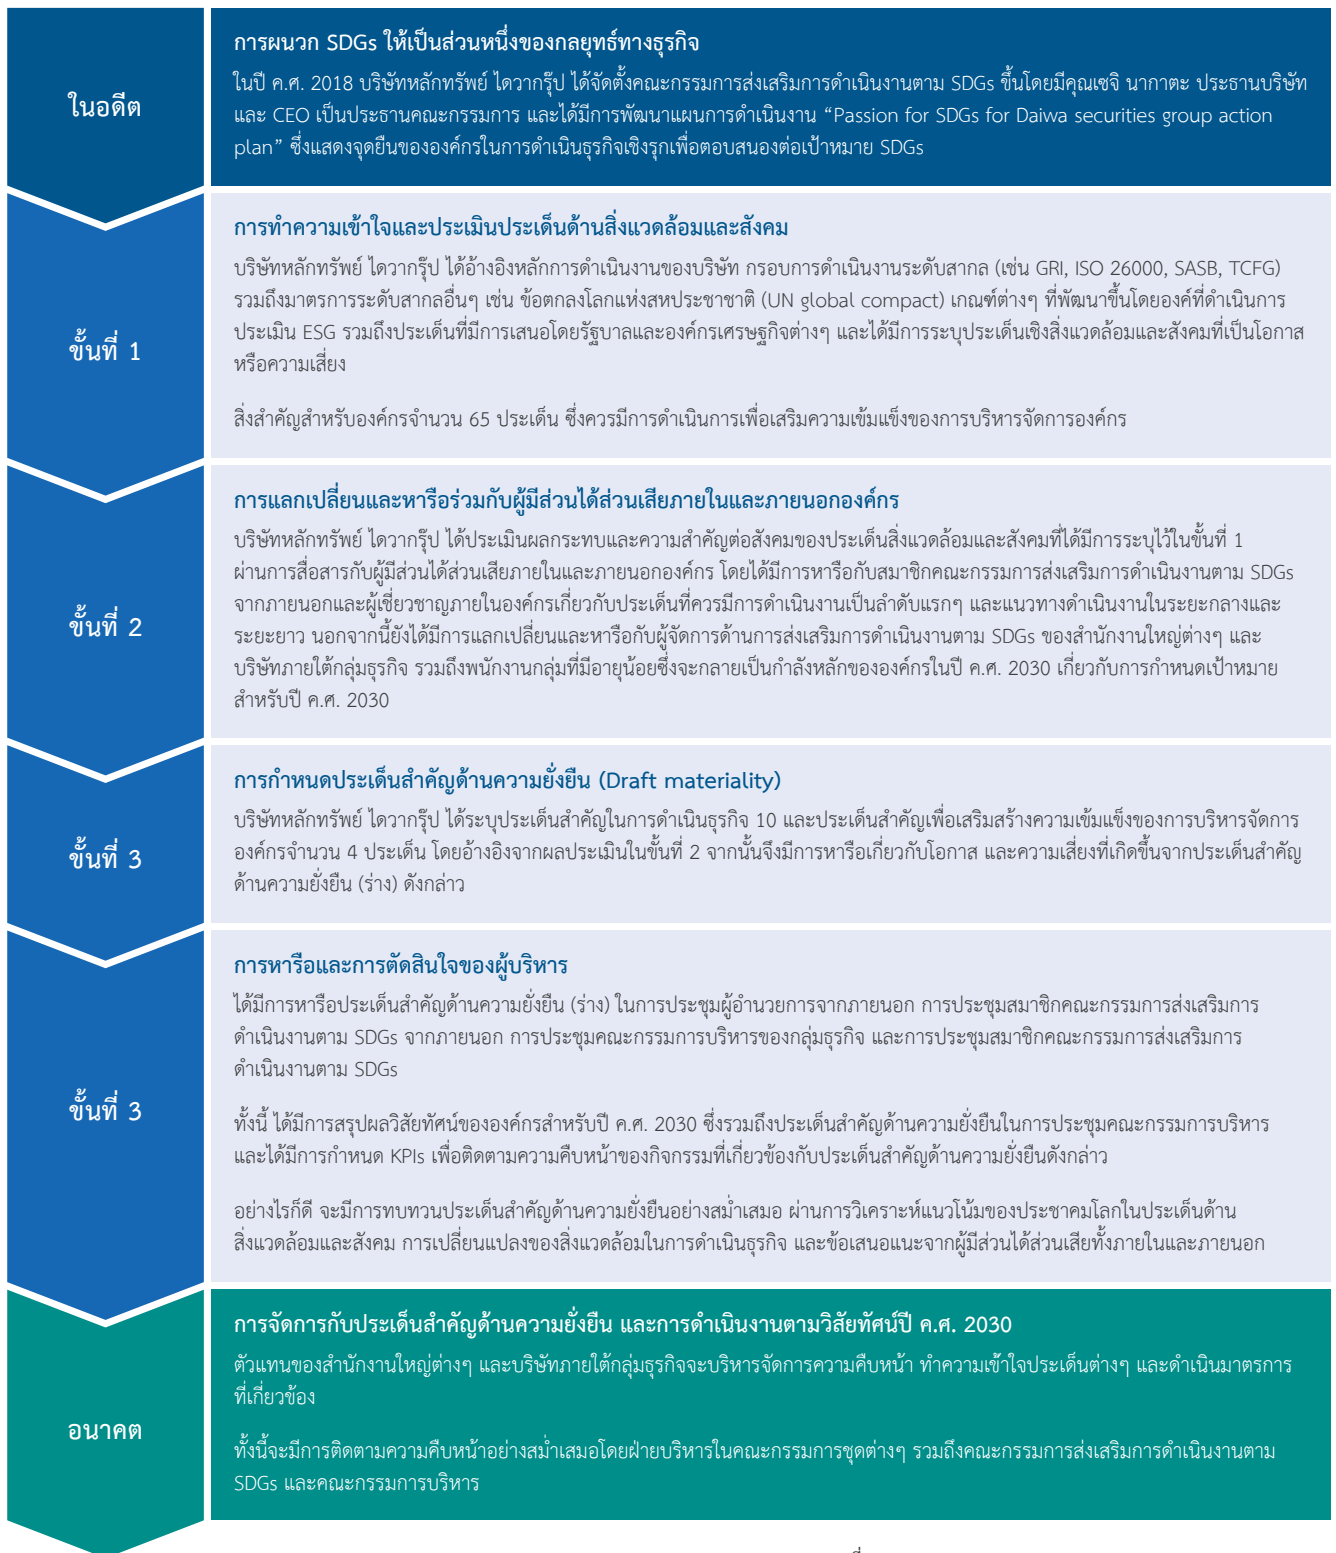 ในอดีต
การผนวก SDGs ให้เป็นส่วนหนึ่งของกลยุทธ์ทางธุรกิจ
ในปี ค.ศ. 2018 บริษัทหลักทรัพย์ ไดวากรุ๊ป ได้จัดตั้งคณะกรรมการส่งเสริมการดำเนินงานตาม SDGs ขึ้นโดยมีคุณเซจิ นากาตะ ประธานบริษัท
และ CEO เป็นประธานคณะกรรมการ และได้มีการพัฒนาแผนการดำเนินงาน “Passion for SDGs for Daiwa securities group action
plan” ซึ่งแสดงจุดยืนขององค์กรในการดำเนินธุรกิจเชิงรุกเพื่อตอบสนองต่อเป้าหมาย SDGs
ขั้นที่ 1
การทำความเข้าใจและประเมินประเด็นด้านสิ่งแวดล้อมและสังคม
บริษัทหลักทรัพย์ ไดวากรุ๊ป ได้อ้างอิงหลักการดำเนินงานของบริษัท กรอบการดำเนินงานระดับสากล (เช่น GRI, ISO 26000, SASB, TCFG)
รวมถึงมาตรการระดับสากลอื่นๆ เช่น ข้อตกลงโลกแห่งสหประชาชาติ (UN global compact) เกณฑ์ต่างๆ ที่พัฒนาขึ้นโดยองค์ที่ดำเนินการ
ประเมิน ESG รวมถึงประเด็นที่มีการเสนอโดยรัฐบาลและองค์กรเศรษฐกิจต่างๆ และได้มีการระบุประเด็นเชิงสิ่งแวดล้อมและสังคมที่เป็นโอกาส
หรือความเสี่ยง
สิ่งสำคัญสำหรับองค์กรจำนวน 65 ประเด็น ซึ่งควรมีการดำเนินการเพื่อเสริมความเข้มแข็งของการบริหารจัดการองค์กร
ขั้นที่ 2
การแลกเปลี่ยนและหารือร่วมกับผู้มีส่วนได้ส่วนเสียภายในและภายนอกองค์กร
บริษัทหลักทรัพย์ ไดวากรุ๊ป ได้ประเมินผลกระทบและความสำคัญต่อสังคมของประเด็นสิ่งแวดล้อมและสังคมที่ได้มีการระบุไว้ในขั้นที่ 1
ผ่านการสื่อสารกับผู้มีส่วนได้ส่วนเสียภายในและภายนอกองค์กร โดยได้มีการหารือกับสมาชิกคณะกรรมการส่งเสริมการดำเนินงานตาม SDGs
จากภายนอกและผู้เชี่ยวชาญภายในองค์กรเกี่ยวกับประเด็นที่ควรมีการดำเนินงานเป็นลำดับแรกๆ และแนวทางดำเนินงานในระยะกลางและ
ระยะยาว นอกจากนี้ยังได้มีการแลกเปลี่ยนและหารือกับผู้จัดการด้านการส่งเสริมการดำเนินงานตาม SDGs ของสำนักงานใหญ่ต่างๆ และ
บริษัทภายใต้กลุ่มธุรกิจ รวมถึงพนักงานกลุ่มที่มีอายุน้อยซึ่งจะกลายเป็นกำลังหลักขององค์กรในปี ค.ศ. 2030 เกี่ยวกับการกำหนดเป้าหมาย
สำหรับปี ค.ศ. 2030
ขั้นที่ 3
การกำหนดประเด็นสำคัญด้านความยั่งยืน (Draft materiality)
บริษัทหลักทรัพย์ ไดวากรุ๊ป ได้ระบุประเด็นสำคัญในการดำเนินธุรกิจ 10 และประเด็นสำคัญเพื่อเสริมสร้างความเข้มแข็งของการบริหารจัดการ
องค์กรจำนวน 4 ประเด็น โดยอ้างอิงจากผลประเมินในขั้นที่ 2 จากนั้นจึงมีการหารือเกี่ยวกับโอกาส และความเสี่ยงที่เกิดขึ้นจากประเด็นสำคัญ
ด้านความยั่งยืน (ร่าง) ดังกล่าว
ขั้นที่ 3
การหารือและการตัดสินใจของผู้บริหาร
ได้มีการหารือประเด็นสำคัญด้านความยั่งยืน (ร่าง) ในการประชุมผู้อำนวยการจากภายนอก การประชุมสมาชิกคณะกรรมการส่งเสริมการ
ดำเนินงานตาม SDGs จากภายนอก การประชุมคณะกรรมการบริหารของกลุ่มธุรกิจ และการประชุมสมาชิกคณะกรรมการส่งเสริมการ
ดำเนินงานตาม SDGs
ทั้งนี้ ได้มีการสรุปผลวิสัยทัศน์ขององค์กรสำหรับปี ค.ศ. 2030 ซึ่งรวมถึงประเด็นสำคัญด้านความยั่งยืนในการประชุมคณะกรรมการบริหาร
และได้มีการกำหนด KPIs เพื่อติดตามความคืบหน้าของกิจกรรมที่เกี่ยวข้องกับประเด็นสำคัญด้านความยั่งยืนดังกล่าว
อย่างไรก็ดี จะมีการทบทวนประเด็นสำคัญด้านความยั่งยืนอย่างสม่ำเสมอ ผ่านการวิเคราะห์แนวโน้มของประชาคมโลกในประเด็นด้าน
สิ่งแวดล้อมและสังคม การเปลี่ยนแปลงของสิ่งแวดล้อมในการดำเนินธุรกิจ และข้อเสนอแนะจากผู้มีส่วนได้ส่วนเสียทั้งภายในและภายนอก
อนาคต
การจัดการกับประเด็นสำคัญด้านความยั่งยืน และการดำเนินงานตามวิสัยทัศน์ปี ค.ศ. 2030
ตัวแทนของสำนักงานใหญ่ต่างๆ และบริษัทภายใต้กลุ่มธุรกิจจะบริหารจัดการความคืบหน้า ทำความเข้าใจประเด็นต่างๆ และดำเนินมาตรการ
ที่เกี่ยวข้อง
ทั้งนี้จะมีการติดตามความคืบหน้าอย่างสม่ำเสมอโดยฝ่ายบริหารในคณะกรรมการชุดต่างๆ รวมถึงคณะกรรมการส่งเสริมการดำเนินงานตาม
SDGs และคณะกรรมการบริหาร